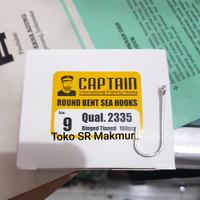 CAPTAIN
International Fishing Hooks
ROUND BENT SEA HOOKS
Size
9
Qual. 2335
Ringed Tinned 100pcs
Toko SR Makmur